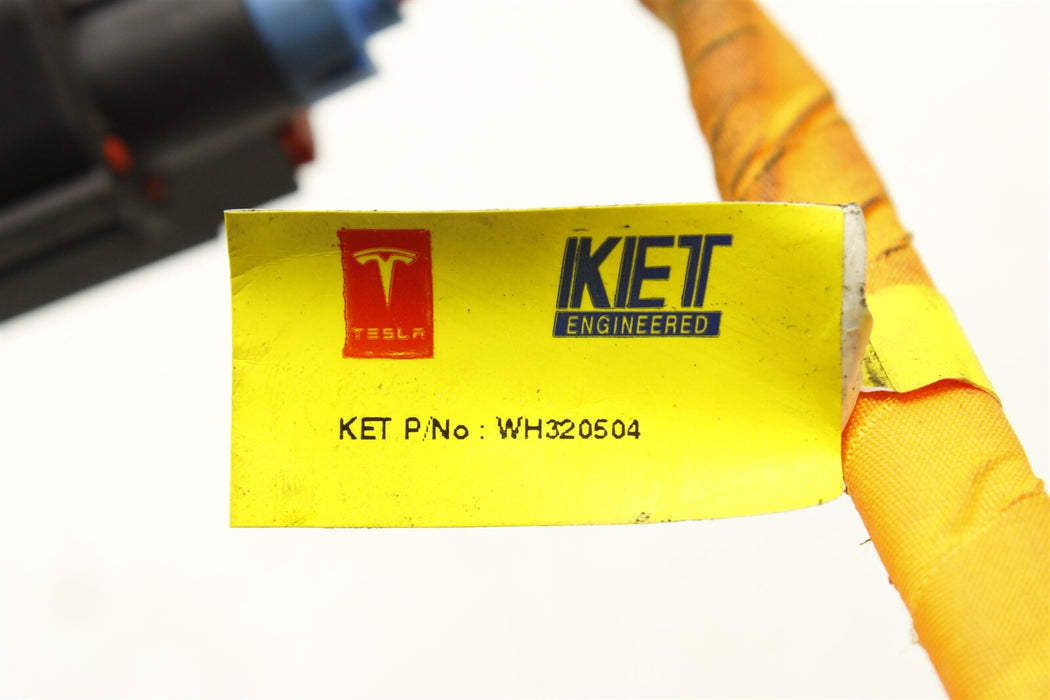 TESLA
KET
ENGINEERED
KET P/No : WH320504